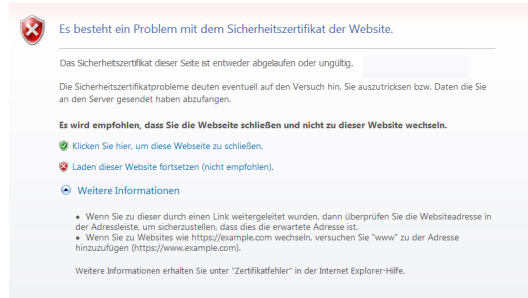 Es besteht ein Problem mit dem Sicherheitszertifikat der Website.
Das Sicherheitszertifikat dieser Seite ist entweder abgelaufen oder ungültig.
Die Sicherheitszertifikatprobleme deuten eventuell auf den Versuch hin, Sie auszutricksen bzw. Daten die Sie
an den Server gesendet haben abzufangen.
Es wird empfohlen, dass Sie die Webseite schließen und nicht zu dieser Website wechseln.
Klicken Sie hier, um diese Webseite zu schließen.
Laden dieser Website fortsetzen (nicht empfohlen).
Weitere Informationen
• Wenn Sie zu dieser durch einen Link weitergeleitet wurden, dann überprüfen Sie die Websiteadresse in
der Adressleiste, um sicherzustellen, dass dies die erwartete Adresse ist.
• Wenn Sie zu Websites wie https://example.com wechseln, versuchen Sie "www" zu der Adresse
hinzuzufügen (https://www.example.com).
Weitere Informationen erhalten Sie unter "Zertifikatfehler" in der Internet Explorer-Hilfe.